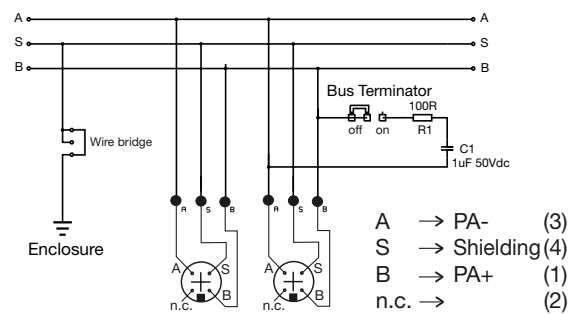 A A
S S
B B
Bus Terminator
100R
off on R1
Wire bridge
C1
1uF 50Vdc
A S B A S B
Enclosure
A → PA- (3)
S → Shielding (4)
B → PA+ (1)
n.c. → (2)
A S A S
B B
n.c. n.c.